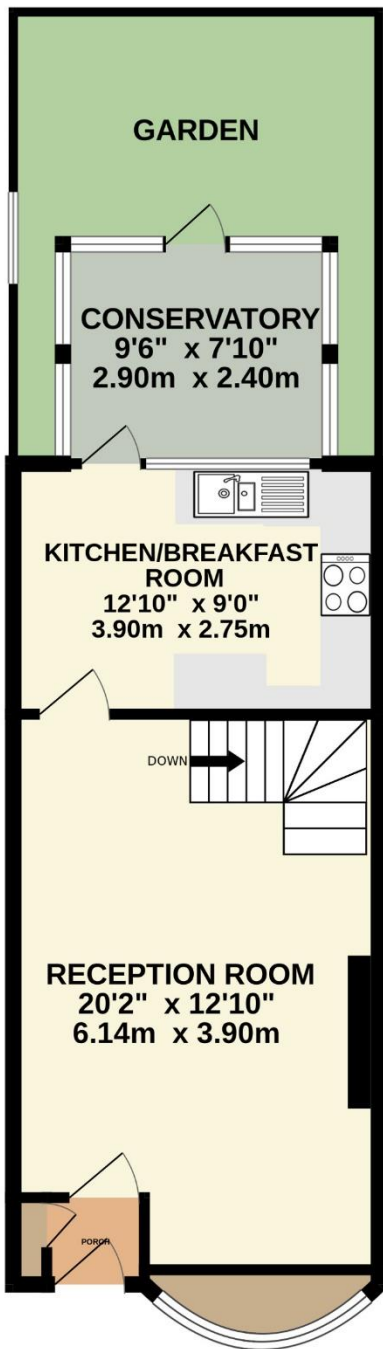 GARDEN
CONSERVATORY
9'6" x 7'10"
2.90m x 2.40m
KITCHEN/BREAKFAST
ROOM
12'10" x 9'0"
3.90m x 2.75m
DOWN
RECEPTION ROOM
20'2" x 12'10"
6.14m x 3.90m
PORCH